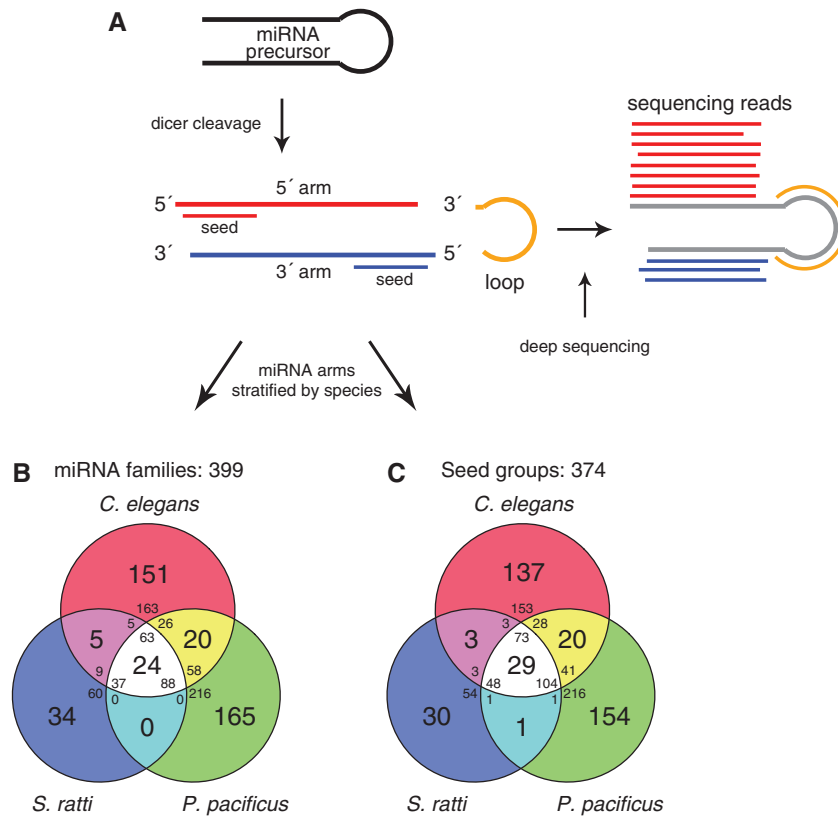 A
miRNA
precursor
dicer cleavage
sequencing reads
5´ arm
5´
3´
seed
3´
5´
3´ arm
seed
loop
deep sequencing
miRNA arms
stratified by species
B miRNA families: 399
C. elegans
151
163
5 26
5 63 20
24
9 58
37 88
60 0 0 216
34 0 165
S. ratti P. pacificus
C Seed groups: 374
C. elegans
137
153
3 28
3 73 20
29
3 41
48 104
54 1 1 216
30 1 154
S. ratti P. pacificus